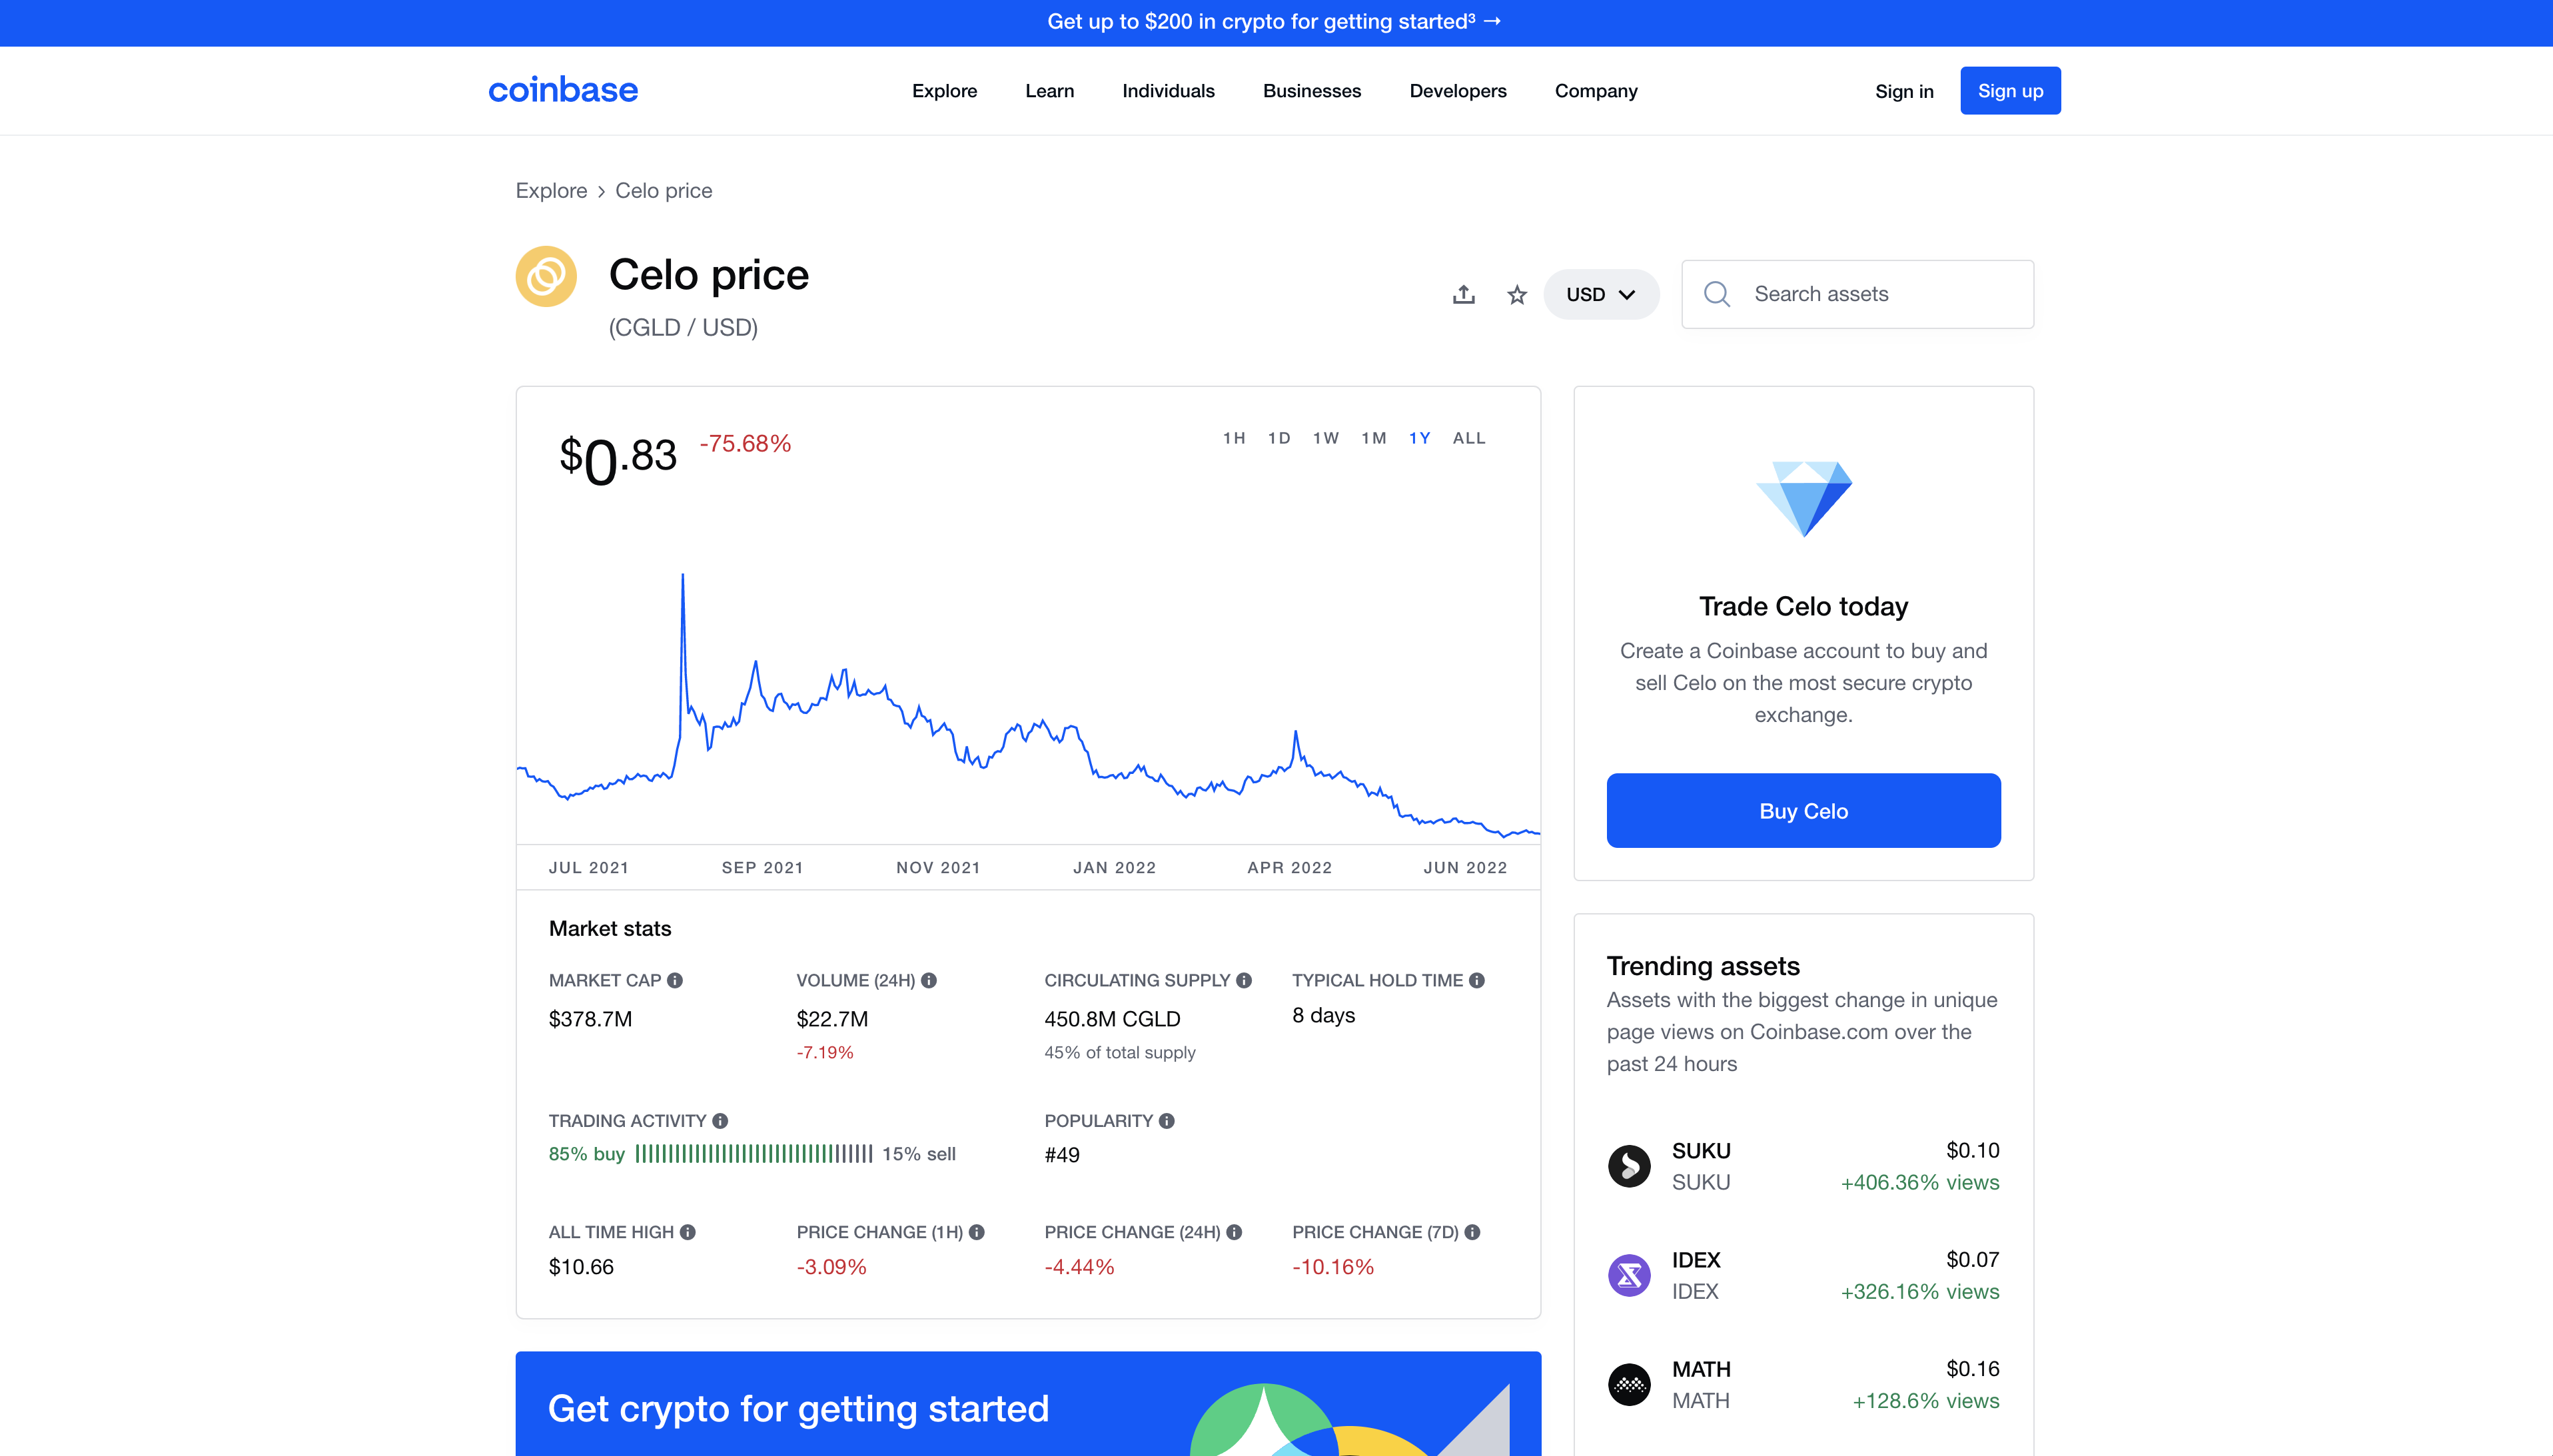 Get up to $200 in crypto for getting started³ →
coinbase
Explore Learn Individuals Businesses Developers Company
Sign in Sign up
Explore > Celo price
Celo price
(CGLD / USD)
USD
Search assets
$0.83 -75.68%
1H 1D 1W 1M 1Y ALL
JUL 2021 SEP 2021 NOV 2021 JAN 2022 APR 2022 JUN 2022
Market stats
MARKET CAP
$378.7M
VOLUME (24H)
$22.7M
-7.19%
CIRCULATING SUPPLY
450.8M CGLD
45% of total supply
TYPICAL HOLD TIME
8 days
TRADING ACTIVITY
85% buy 15% sell
POPULARITY
#49
ALL TIME HIGH
$10.66
PRICE CHANGE (1H)
-3.09%
PRICE CHANGE (24H)
-4.44%
PRICE CHANGE (7D)
-10.16%
Get crypto for getting started
Trade Celo today
Create a Coinbase account to buy and
sell Celo on the most secure crypto
exchange.
Buy Celo
Trending assets
Assets with the biggest change in unique
page views on Coinbase.com over the
past 24 hours
SUKU $0.10
SUKU +406.36% views
IDEX $0.07
IDEX +326.16% views
MATH $0.16
MATH +128.6% views